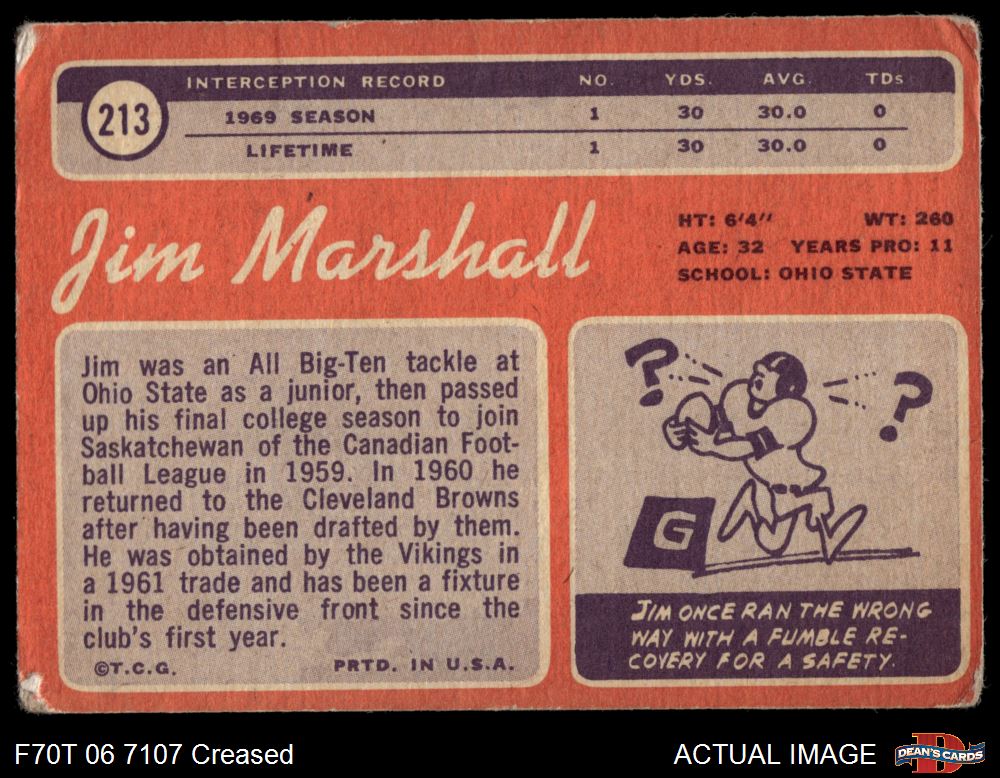 213
INTERCEPTION RECORD NO. YDS. AVG. TDs
1969 SEASON 1 30 30.0 0
LIFETIME 1 30 30.0 0
Jim Marshall
HT: 6'4" WT: 260
AGE: 32 YEARS PRO: 11
SCHOOL: OHIO STATE
Jim was an All Big-Ten tackle at
Ohio State as a junior, then passed
up his final college season to join
Saskatchewan of the Canadian Foot-
ball League in 1959. In 1960 he
returned to the Cleveland Browns
after having been drafted by them.
He was obtained by the Vikings in
a 1961 trade and has been a fixture
in the defensive front since the
club's first year.
©T.C.G. PRTD. IN U.S.A.
? ?
G
JIM ONCE RAN THE WRONG
WAY WITH A FUMBLE RE-
COVERY FOR A SAFETY.
F70T 06 7107 Creased
ACTUAL IMAGE
D
DEAN'S CARDS